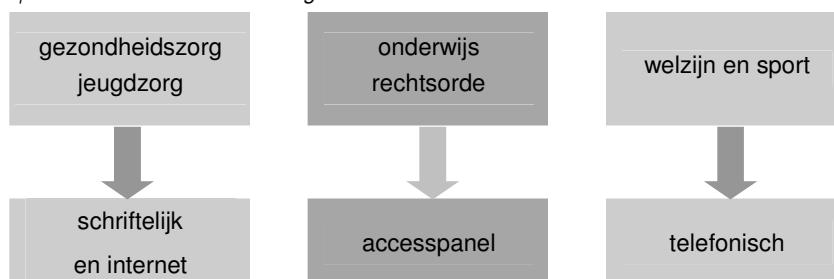 gezondheidszorg
jeugdzorg
onderwijs
rechtsorde
welzijn en sport
schriftelijk
en internet
accesspanel
telefonisch